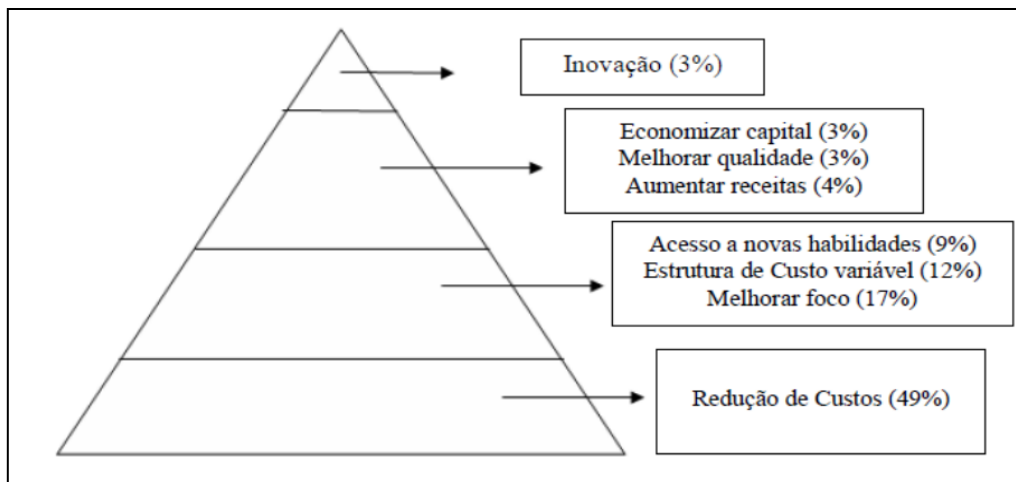 Inovação (3%)
Economizar capital (3%)
Melhorar qualidade (3%)
Aumentar receitas (4%)
Acesso a novas habilidades (9%)
Estrutura de Custo variável (12%)
Melhorar foco (17%)
Redução de Custos (49%)